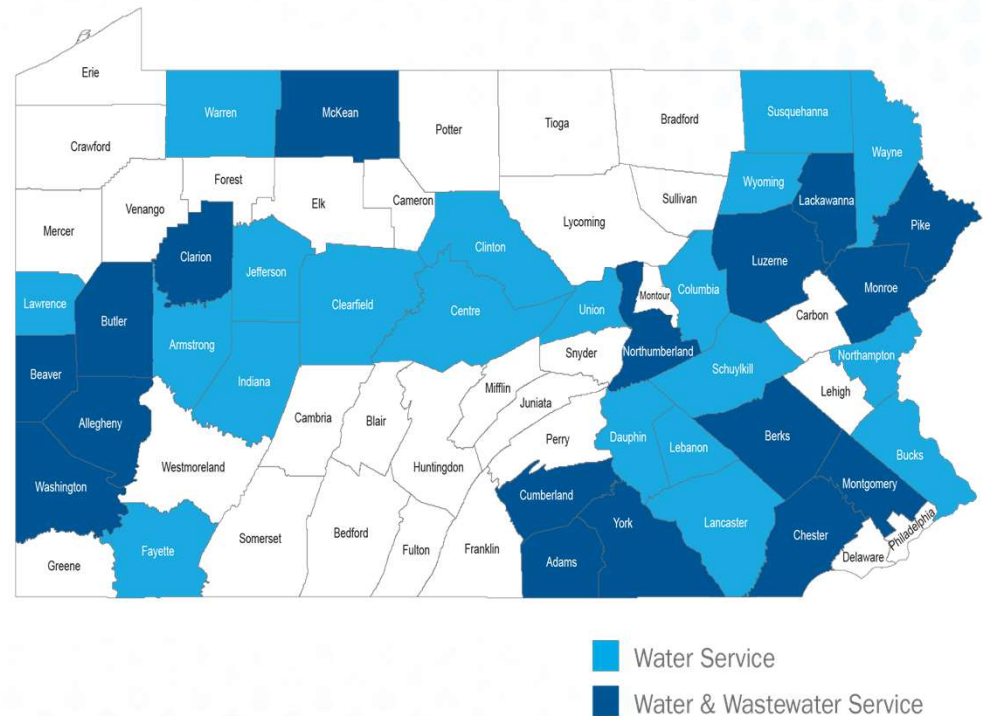 Erie
Warren
McKean
Potter
Tioga
Bradford
Susquehanna
Wayne
Crawford
Forest
Venango
Elk
Cameron
Lycoming
Sullivan
Wyoming
Lackawanna
Pike
Mercer
Clarion
Jefferson
Clinton
Luzerne
Monroe
Lawrence
Butler
Clearfield
Centre
Union
Montour
Columbia
Carbon
Armstrong
Northumberland
Northampton
Beaver
Indiana
Snyder
Schuylkill
Mifflin
Lehigh
Allegheny
Cambria
Blair
Juniata
Perry
Dauphin
Lebanon
Berks
Bucks
Westmoreland
Huntingdon
Washington
Cumberland
Montgomery
York
Lancaster
Philadelphia
Chester
Fayette
Somerset
Bedford
Fulton
Franklin
Adams
Delaware
Greene
Water Service
Water & Wastewater Service